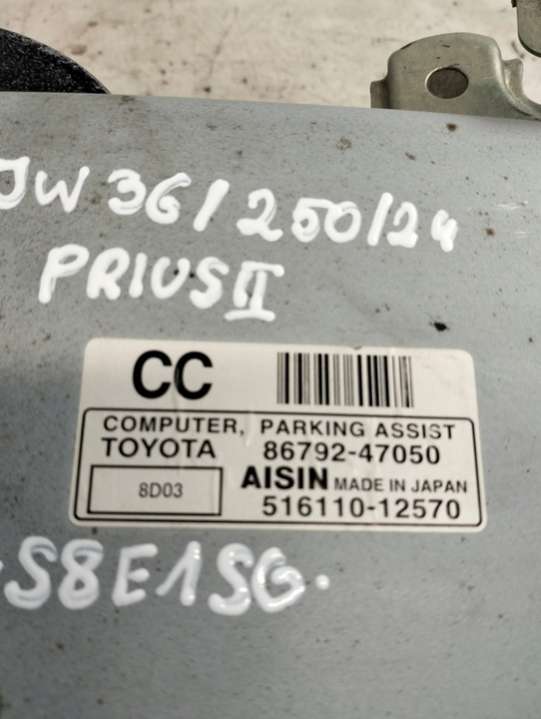 JW 36/250/24
PRIUS II
CC
COMPUTER, PARKING ASSIST
TOYOTA 86792-47050
8D03
AISIN MADE IN JAPAN
516110-12570
S8E1SG.